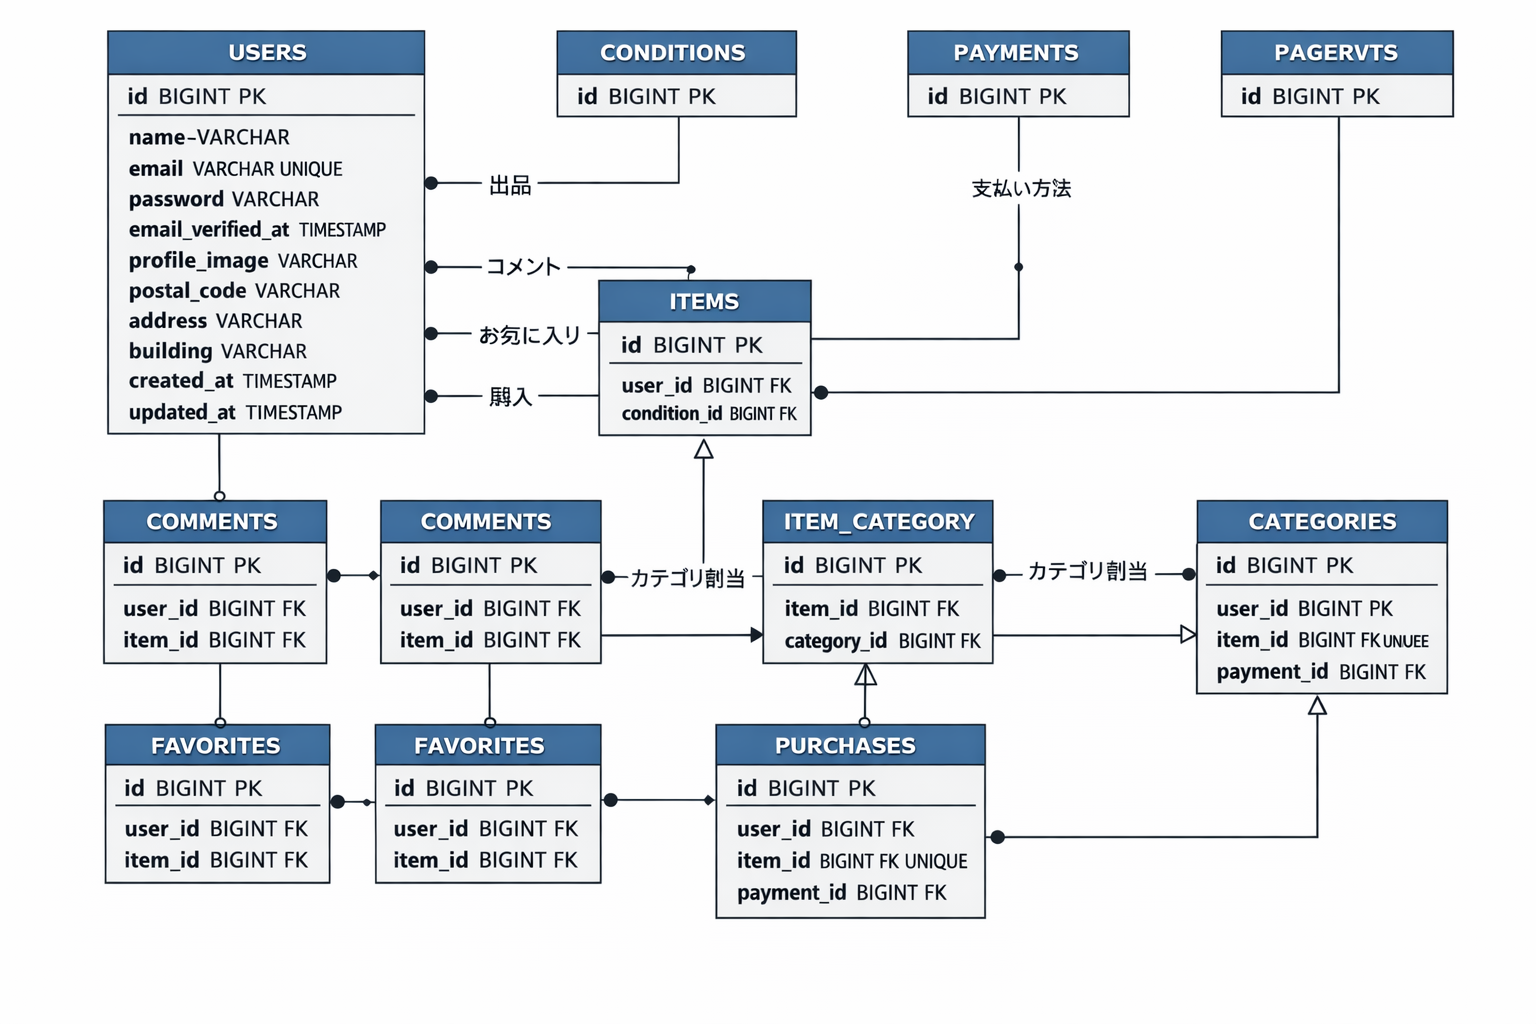 USERS
id BIGINT PK
name-VARCHAR
email VARCHAR UNIQUE
password VARCHAR
email_verified_at TIMESTAMP
profile_image VARCHAR
postal_code VARCHAR
address VARCHAR
building VARCHAR
created_at TIMESTAMP
updated_at TIMESTAMP
CONDITIONS
id BIGINT PK
PAYMENTS
id BIGINT PK
PAGERVTS
id BIGINT PK
出品
支払い方法
コメント
お気に入り
入
ITEMS
id BIGINT PK
user_id BIGINT FK
condition_id BIGINT FK
COMMENTS
id BIGINT PK
user_id BIGINT FK
item_id BIGINT FK
COMMENTS
id BIGINT PK
user_id BIGINT FK
item_id BIGINT FK
カテゴリ割当
ITEM_CATEGORY
id BIGINT PK
item_id BIGINT FK
category_id BIGINT FK
カテゴリ割当
CATEGORIES
id BIGINT PK
user_id BIGINT PK
item_id BIGINT FK UNUEE
payment_id BIGINT FK
FAVORITES
id BIGINT PK
user_id BIGINT FK
item_id BIGINT FK
FAVORITES
id BIGINT PK
user_id BIGINT FK
item_id BIGINT FK
PURCHASES
id BIGINT PK
user_id BIGINT FK
item_id BIGINT FK UNIQUE
payment_id BIGINT FK